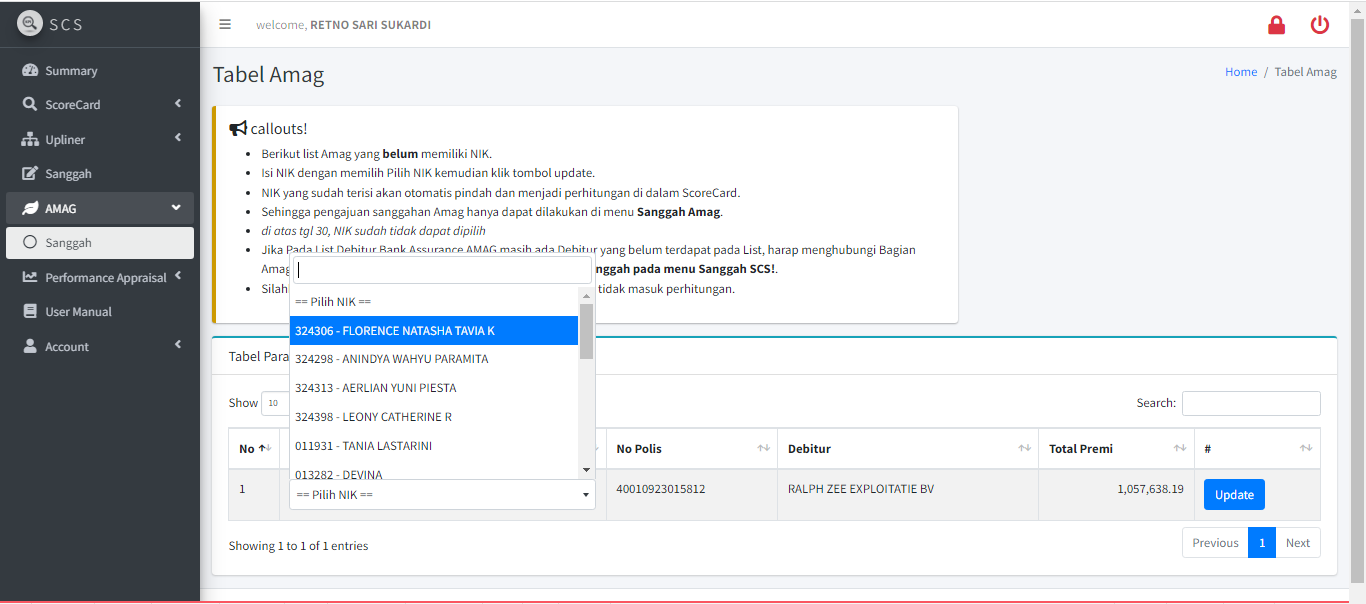 SCS
welcome, RETNO SARI SUKARDI
Summary
ScoreCard
Upliner
Sanggah
AMAG
Sanggah
Performance Appraisal
User Manual
Account
Tabel Amag
Home / Tabel Amag
callouts!
Berikut list Amag yang belum memiliki NIK.
Isi NIK dengan memilih Pilih NIK kemudian klik tombol update.
NIK yang sudah terisi akan otomatis pindah dan menjadi perhitungan di dalam ScoreCard.
Sehingga pengajuan sanggahan Amag hanya dapat dilakukan di menu Sanggah Amag.
di atas tgl 30, NIK sudah tidak dapat dipilih
Jika Pada List Debitur Bank Assurance AMAG masih ada Debitur yang belum terdapat pada List, harap menghubungi Bagian
Amag nggah pada menu Sanggah SCS!.
Silahl tidak masuk perhitungan.
== Pilih NIK ==
324306 - FLORENCE NATASHA TAVIA K
324298 - ANINDYA WAHYU PARAMITA
324313 - AERLIAN YUNI PIESTA
324398 - LEONY CATHERINE R
011931 - TANIA LASTARINI
013282 - DEVINA
== Pilih NIK ==
Tabel Para
Show 10
Search:
No No Polis Debitur Total Premi #
1 40010923015812 RALPH ZEE EXPLOITATIE BV 1,057,638.19 Update
Showing 1 to 1 of 1 entries
Previous 1 Next